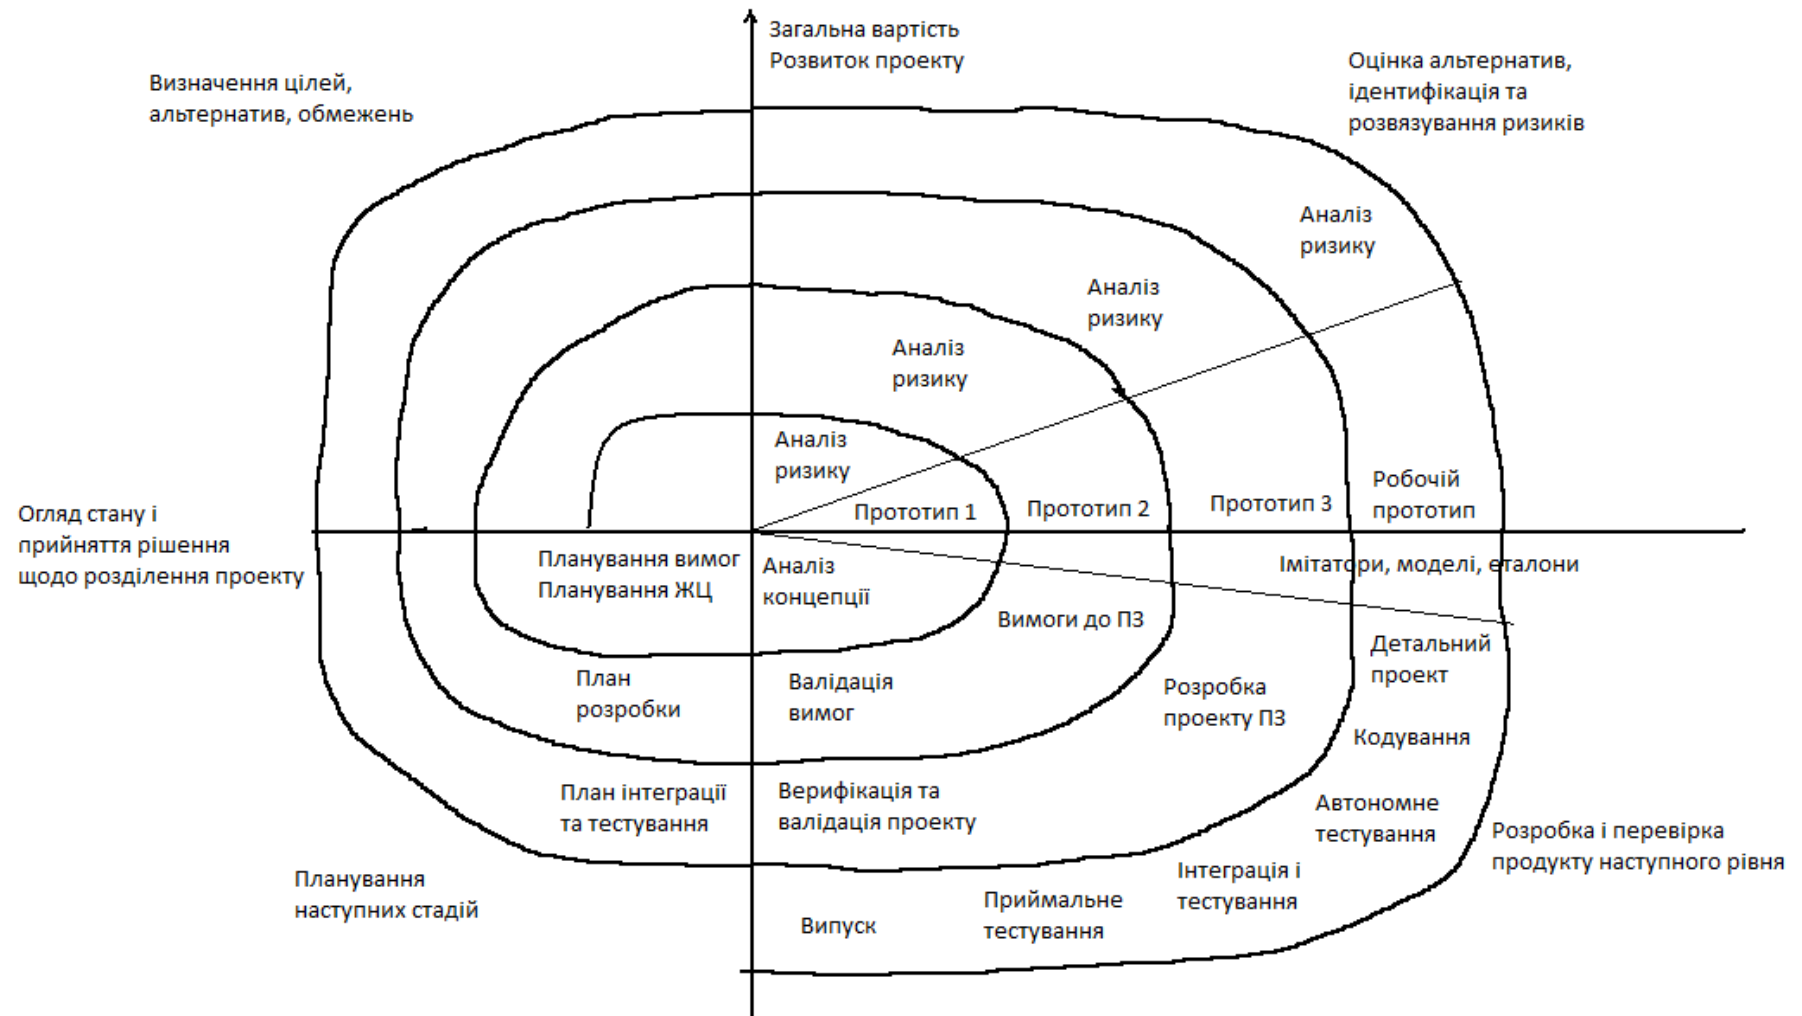 Загальна вартість
Розвиток проекту
Визначення цілей,
альтернатив, обмежень
Оцінка альтернатив,
ідентифікація та
розвязування ризиків
Аналіз
ризику
Аналіз
ризику
Аналіз
ризику
Аналіз
ризику
Прототип 1
Прототип 2
Прототип 3
Робочій
прототип
Огляд стану і
прийняття рішення
щодо розділення проекту
Планування вимог
Планування ЖЦ
Аналіз
концепції
Імітатори, моделі, еталони
Вимоги до ПЗ
Детальний
проект
План
розробки
Валідація
вимог
Розробка
проекту ПЗ
Кодування
План інтеграції
та тестування
Верифікація та
валідація проекту
Автономне
тестування
Розробка і перевірка
продукту наступного рівня
Планування
наступних стадій
Інтеграція і
тестування
Приймальне
тестування
Випуск